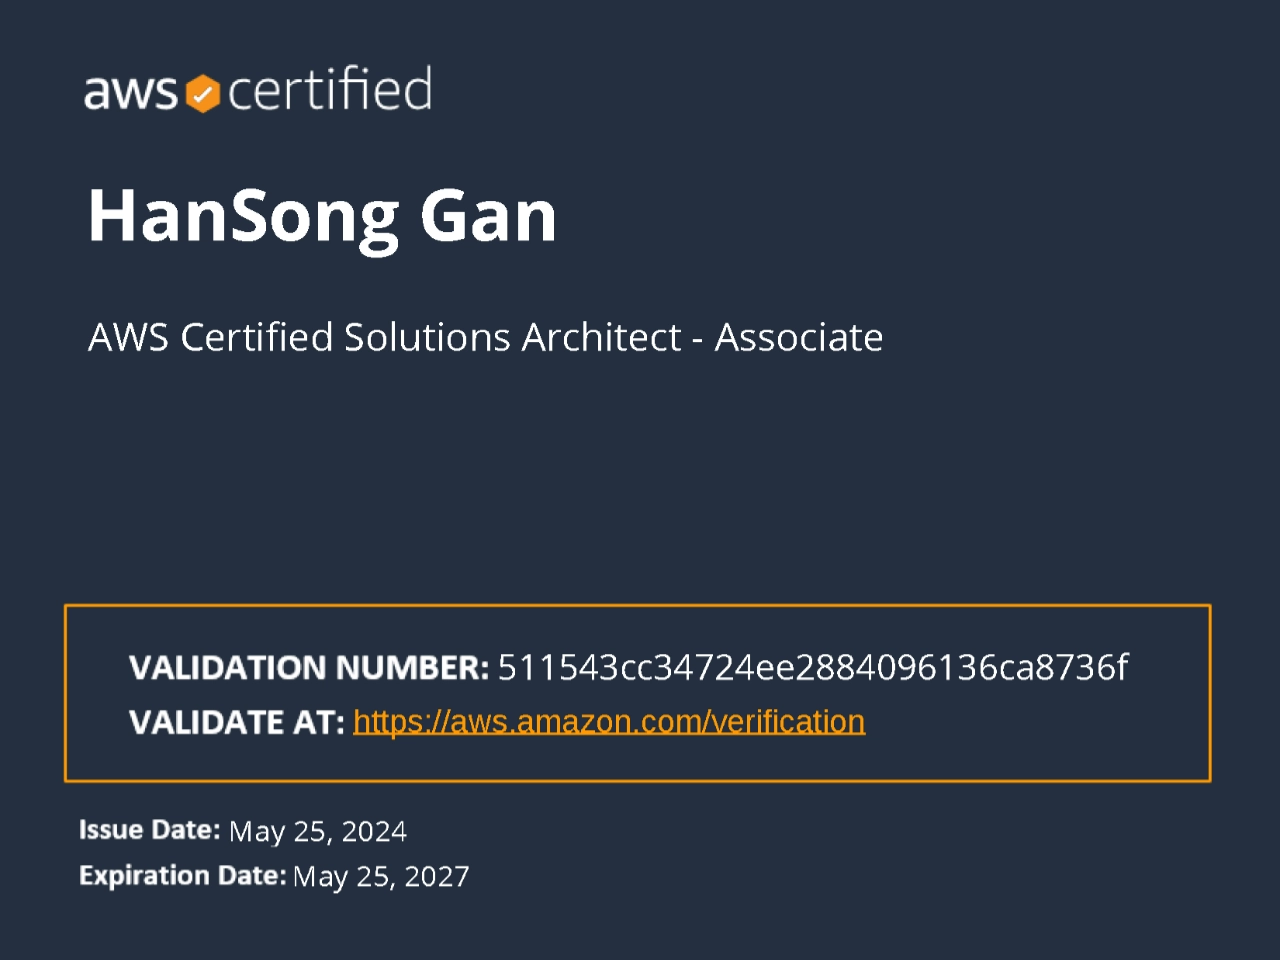 aws certified
HanSong Gan
AWS Certified Solutions Architect - Associate
VALIDATION NUMBER: 511543cc34724ee2884096136ca8736f
VALIDATE AT: https://aws.amazon.com/verification
Issue Date: May 25, 2024
Expiration Date: May 25, 2027